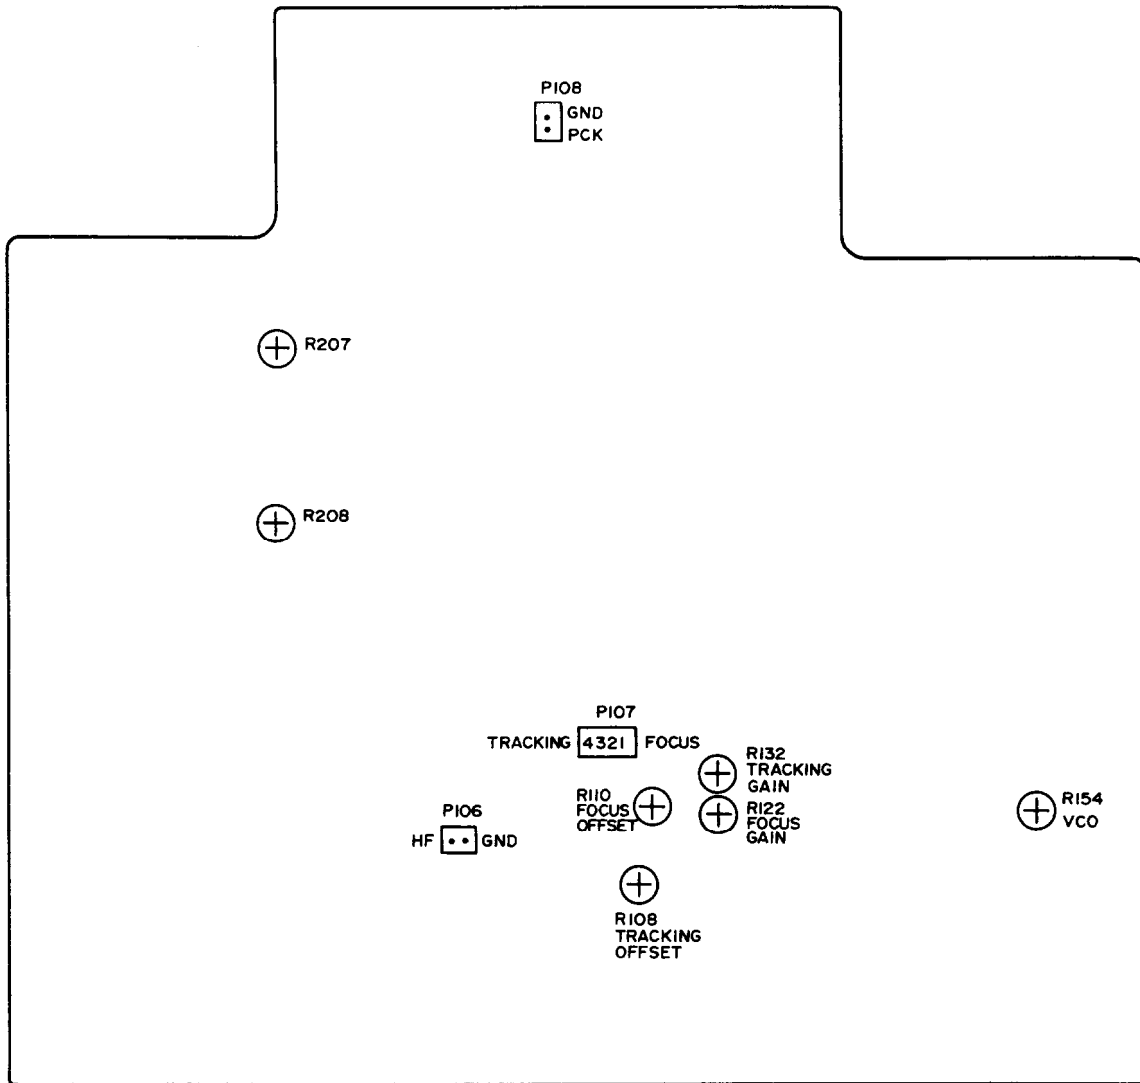 P108
GND
PCK
R207
R208
P107
TRACKING 4321 FOCUS
R132
TRACKING
GAIN
R110
FOCUS
OFFSET
R122
FOCUS
GAIN
R154
VCO
P106
HF GND
R108
TRACKING
OFFSET